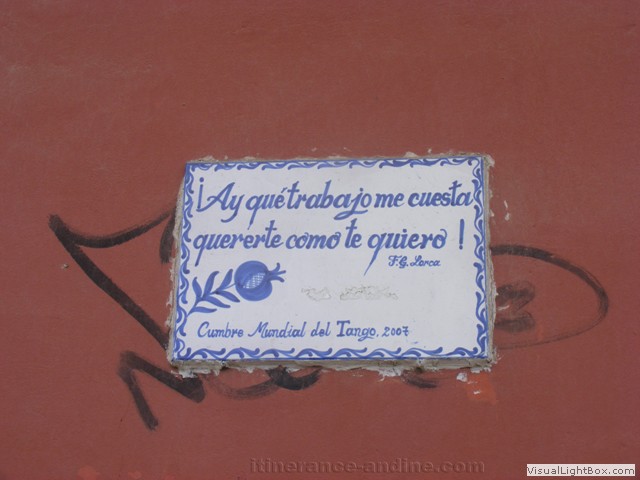 ¡Ay qué trabajo me cuesta
quererte como te quiero!
F.G. Lorca
Cumbre Mundial del Tango, 2007
itinerance-andine.com
VisualLightBox.com